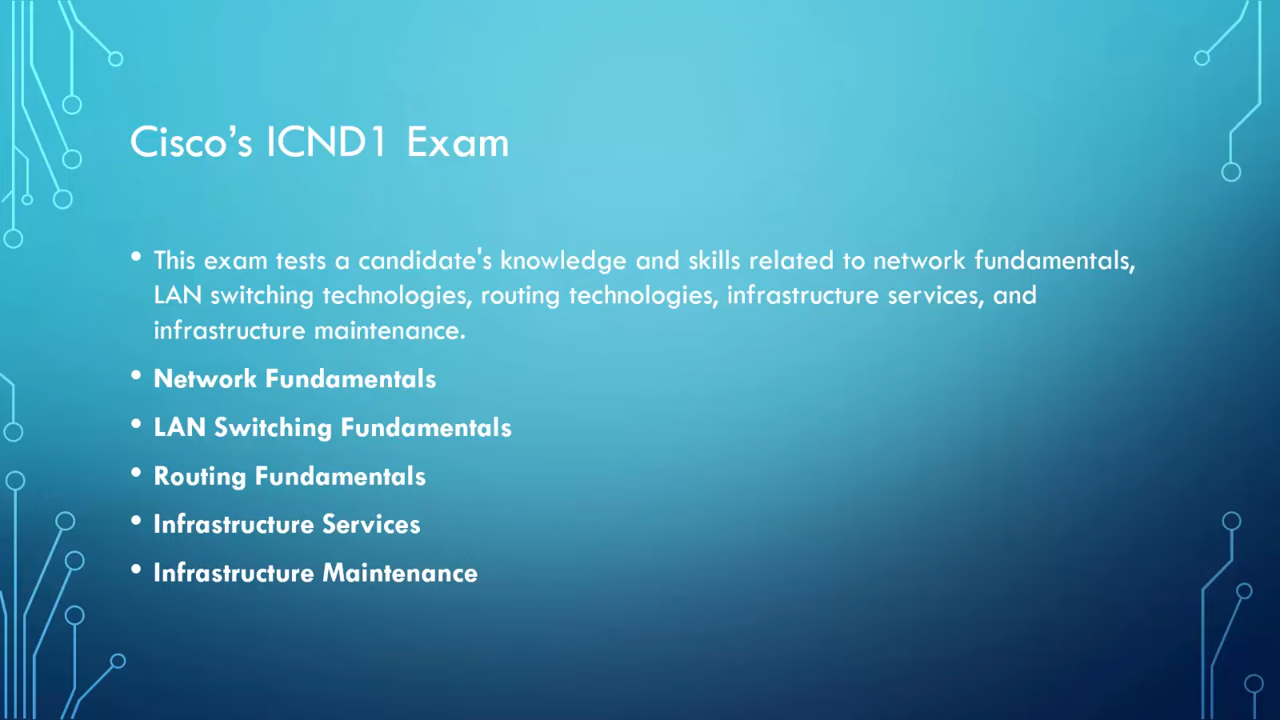 Cisco’s ICND1 Exam
• This exam tests a candidate's knowledge and skills related to network fundamentals,
LAN switching technologies, routing technologies, infrastructure services, and
infrastructure maintenance.
• Network Fundamentals
• LAN Switching Fundamentals
• Routing Fundamentals
• Infrastructure Services
• Infrastructure Maintenance